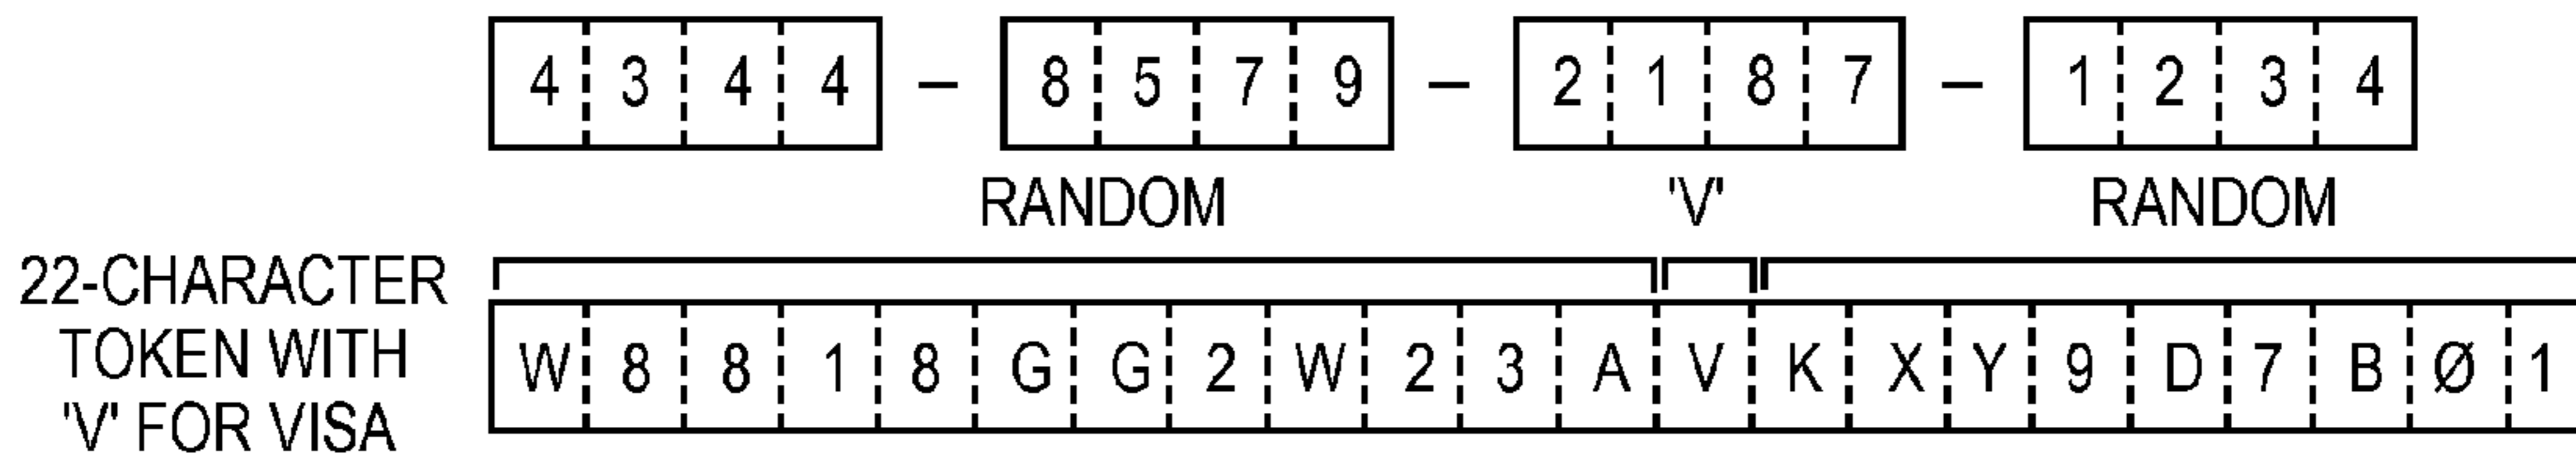 4 3 4 4 – 8 5 7 9 – 2 1 8 7 – 1 2 3 4
RANDOM 'V' RANDOM
22-CHARACTER
TOKEN WITH
'V' FOR VISA
W 8 8 1 8 G G 2 W 2 3 A V K X Y 9 D 7 B Ø 1